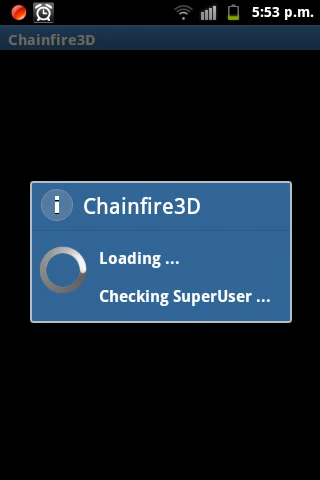 5:53 p.m.
Chainfire3D
Chainfire3D
Loading ...
Checking SuperUser ...